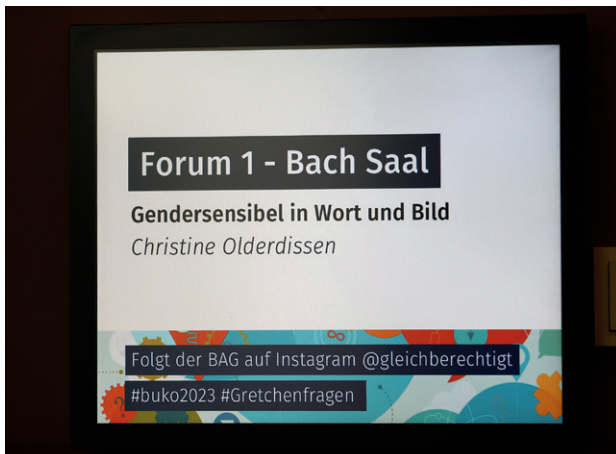 Forum 1 - Bach Saal
Gendersensibel in Wort und Bild
Christine Olderdissen
Folgt der BAG auf Instagram @gleichberechtigt
#buko2023 #Gretchenfragen